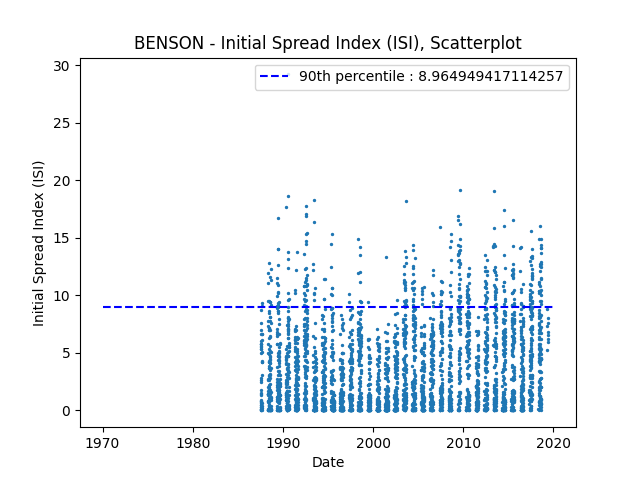 BENSON - Initial Spread Index (ISI), Scatterplot
90th percentile : 8.964949417114257
Initial Spread Index (ISI)
30
25
20
15
10
5
0
1970 1980 1990 2000 2010 2020
Date